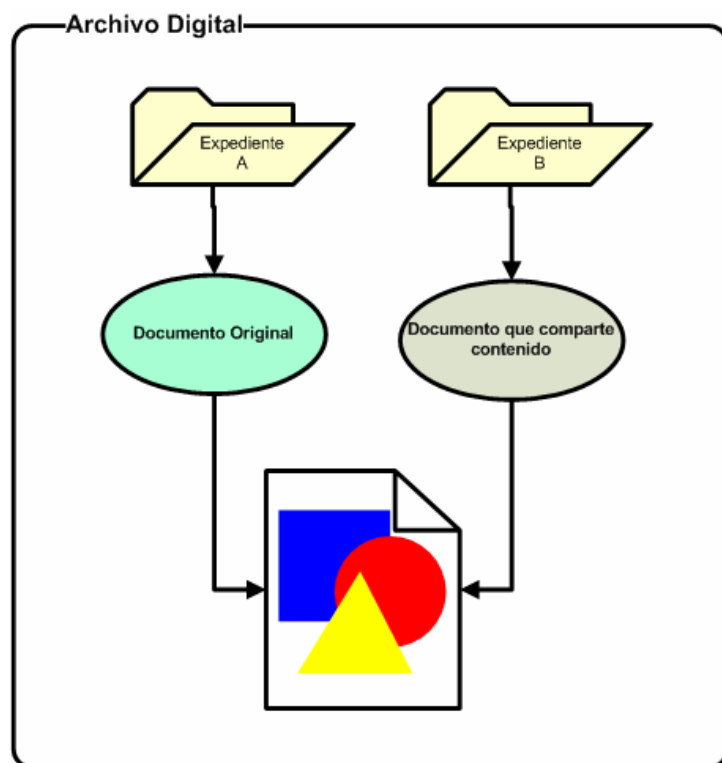 Archivo Digital
Expediente
A
Expediente
B
Documento Original
Documento que comparte
contenido